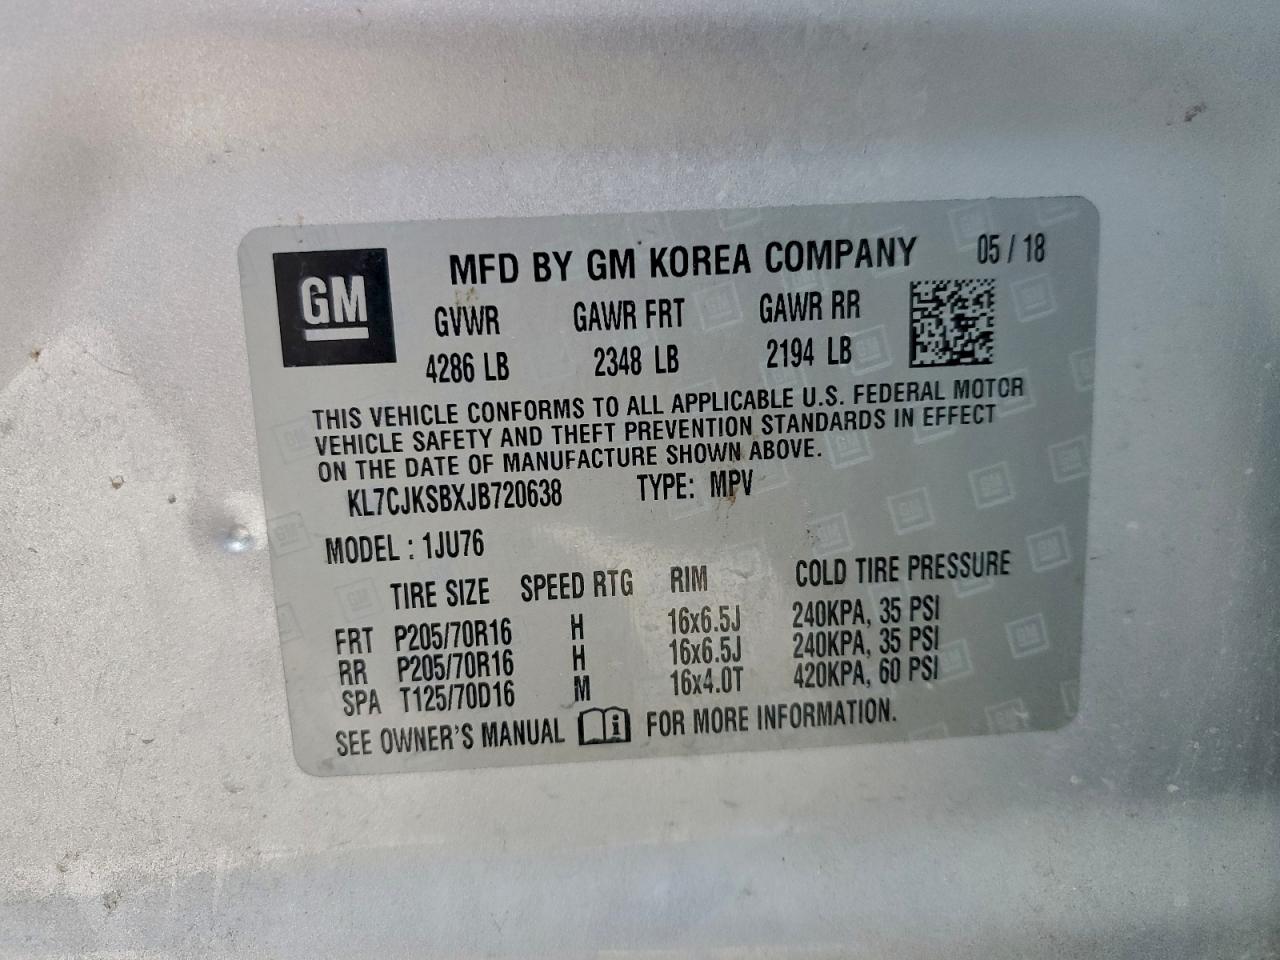 GM
MFD BY GM KOREA COMPANY 05 / 18
GVWR GAWR FRT GAWR RR
4286 LB 2348 LB 2194 LB
THIS VEHICLE CONFORMS TO ALL APPLICABLE U.S. FEDERAL MOTOR
VEHICLE SAFETY AND THEFT PREVENTION STANDARDS IN EFFECT
ON THE DATE OF MANUFACTURE SHOWN ABOVE.
KL7CJKSBXJB720638 TYPE: MPV
MODEL : 1JU76
TIRE SIZE SPEED RTG RIM COLD TIRE PRESSURE
FRT P205/70R16 H 16x6.5J 240KPA, 35 PSI
RR P205/70R16 H 16x6.5J 240KPA, 35 PSI
SPA T125/70D16 M 16x4.0T 420KPA, 60 PSI
SEE OWNER'S MANUAL i FOR MORE INFORMATION.